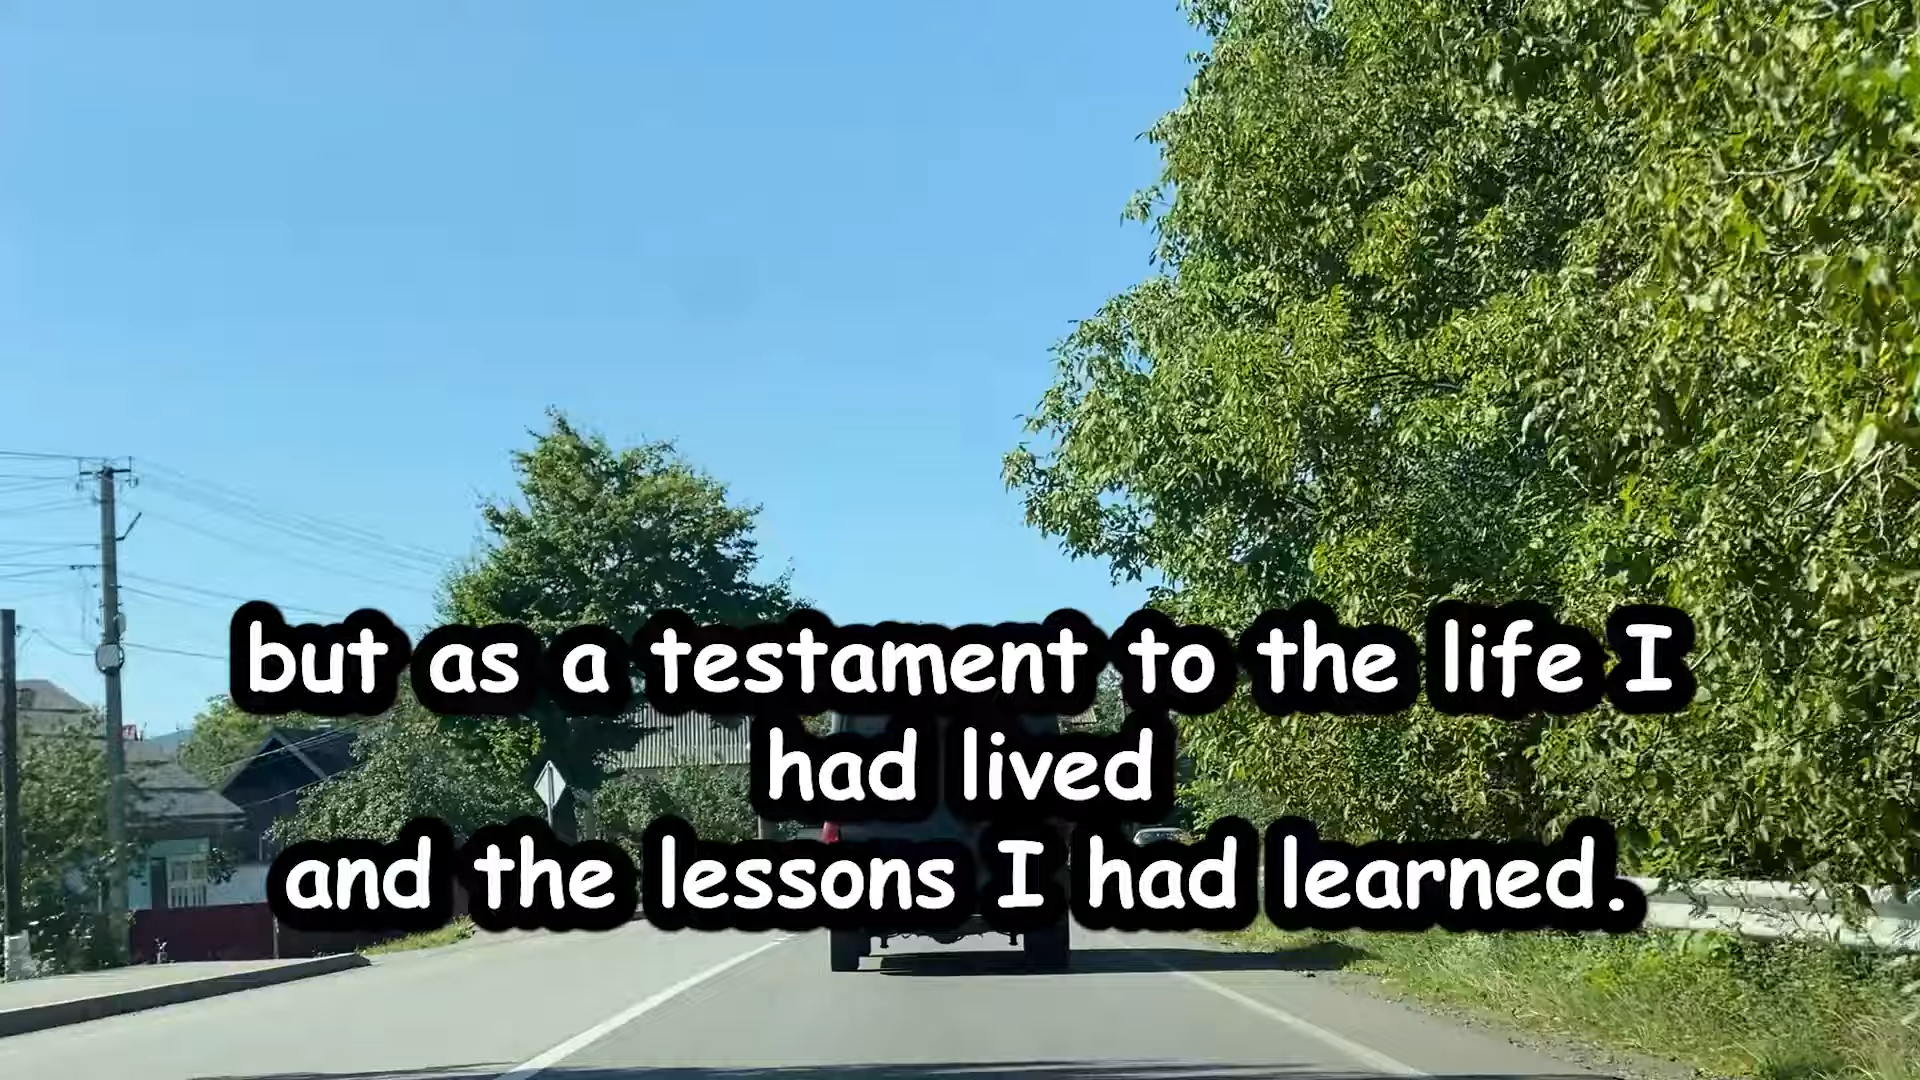 but as a testament to the life I
had lived
and the lessons I had learned.